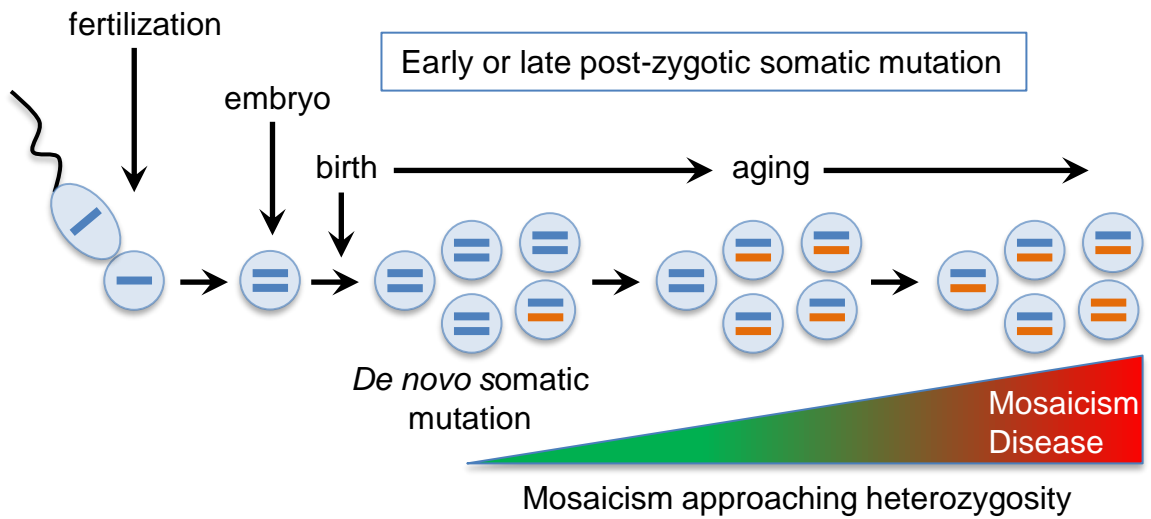 fertilization
Early or late post-zygotic somatic mutation
embryo
birth
aging
De novo somatic
mutation
Mosaicism
Disease
Mosaicism approaching heterozygosity